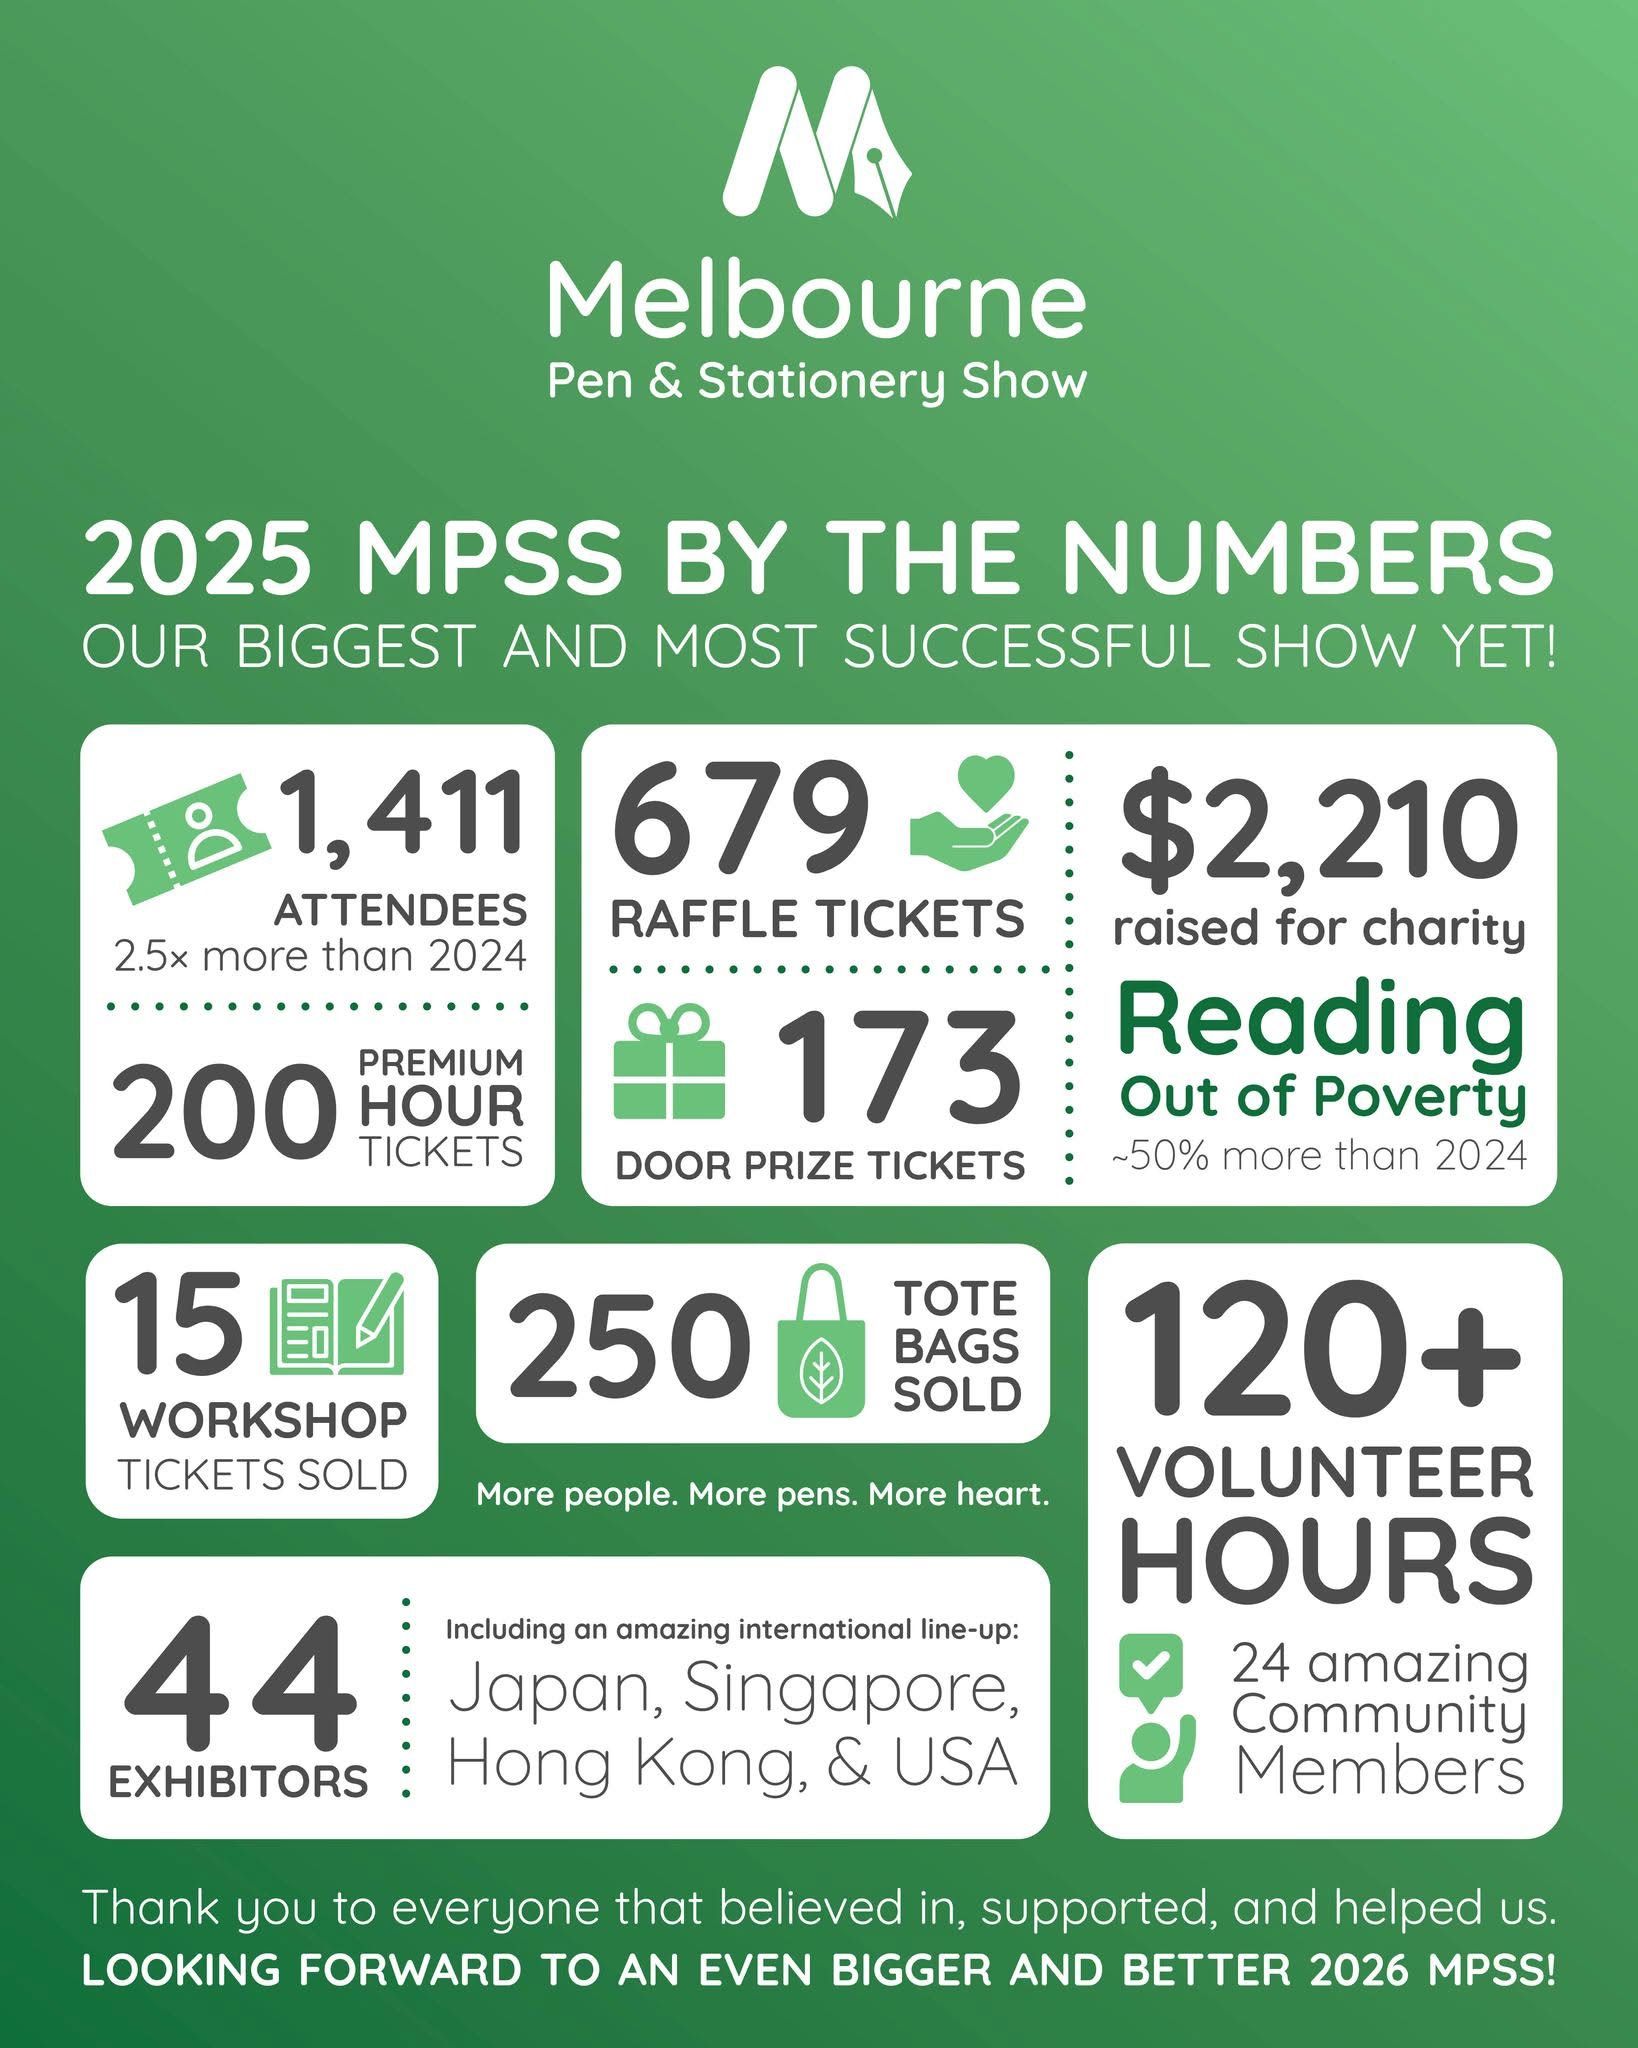 Melbourne
Pen & Stationery Show
2025 MPSS BY THE NUMBERS
OUR BIGGEST AND MOST SUCCESSFUL SHOW YET!
1,411
ATTENDEES
2.5× more than 2024
200
PREMIUM
HOUR
TICKETS
679
RAFFLE TICKETS
173
DOOR PRIZE TICKETS
$2,210
raised for charity
Reading
Out of Poverty
~50% more than 2024
15
WORKSHOP
TICKETS SOLD
250
TOTE
BAGS
SOLD
More people. More pens. More heart.
120+
VOLUNTEER
HOURS
24 amazing
Community
Members
44
EXHIBITORS
Including an amazing international line-up:
Japan, Singapore,
Hong Kong, & USA
Thank you to everyone that believed in, supported, and helped us.
LOOKING FORWARD TO AN EVEN BIGGER AND BETTER 2026 MPSS!